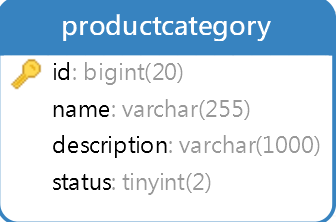 productcategory
id: bigint(20)
name: varchar(255)
description: varchar(1000)
status: tinyint(2)